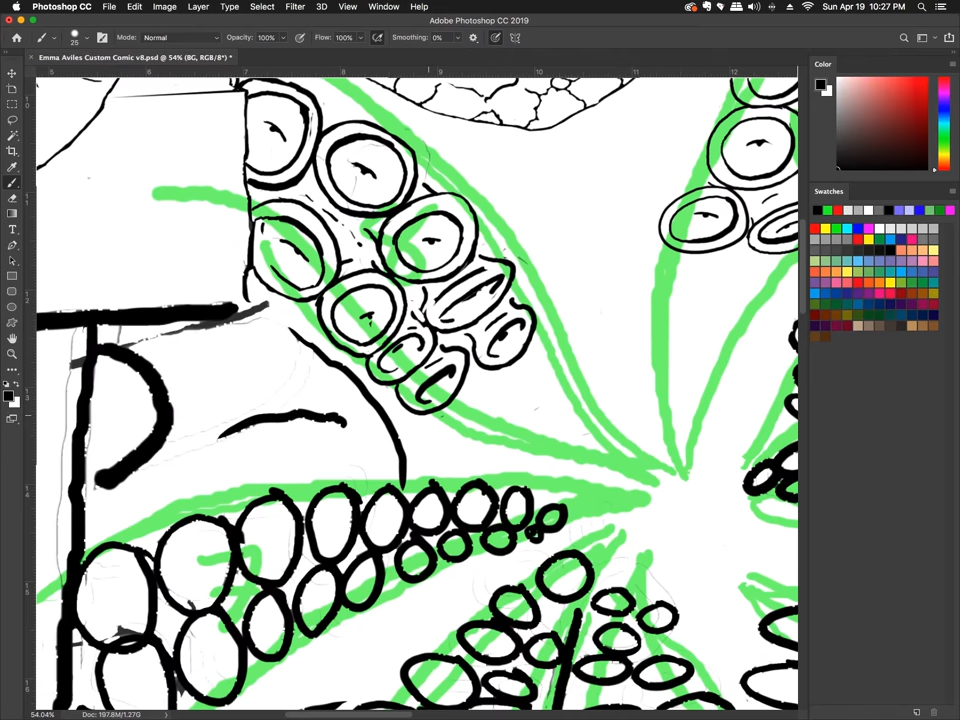 Photoshop CC File Edit Image Layer Type Select Filter 3D View Window Help Sun Apr 19 10:27 PM
Adobe Photoshop CC 2019
25 Mode: Normal Opacity: 100% Flow: 100% Smoothing: 0%
Emma Aviles Custom Comic v8.psd @ 54% (BG, RGB/8*) *
Color
5 6 7 8 9 10 11 12
Swatches
54.04% Doc: 197.8M/1.27G